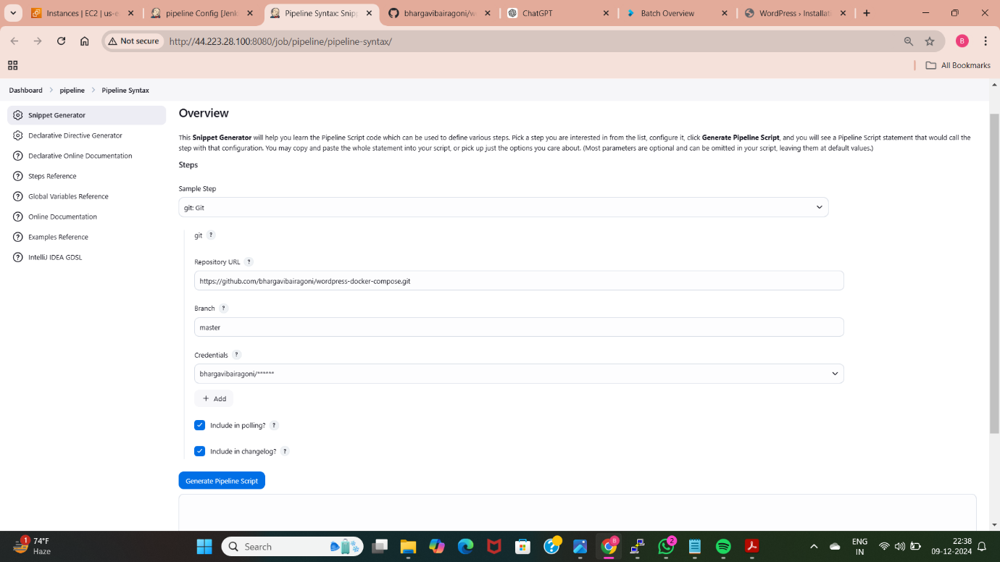 Instances | EC2 | us-e
pipeline Config [Jenk
Pipeline Syntax: Snipp
bhargavibairagoni/w
ChatGPT
Batch Overview
WordPress › Installat
Not secure
http://44.223.28.100:8080/job/pipeline/pipeline-syntax/
B
All Bookmarks
Dashboard
pipeline
Pipeline Syntax
Snippet Generator
Declarative Directive Generator
Declarative Online Documentation
Steps Reference
Global Variables Reference
Online Documentation
Examples Reference
IntelliJ IDEA GDSL
Overview
This Snippet Generator will help you learn the Pipeline Script code which can be used to define various steps. Pick a step you are interested in from the list, configure it, click Generate Pipeline Script, and you will see a Pipeline Script statement that would call the
step with that configuration. You may copy and paste the whole statement into your script, or pick up just the options you care about. (Most parameters are optional and can be omitted in your script, leaving them at default values.)
Steps
Sample Step
git: Git
git ?
Repository URL ?
https://github.com/bhargavibairagoni/wordpress-docker-compose.git
Branch ?
master
Credentials ?
bhargavibairagoni/******
+ Add
Include in polling? ?
Include in changelog? ?
Generate Pipeline Script
1
74°F
Haze
Search
B
2
ENG
IN
22:38
09-12-2024